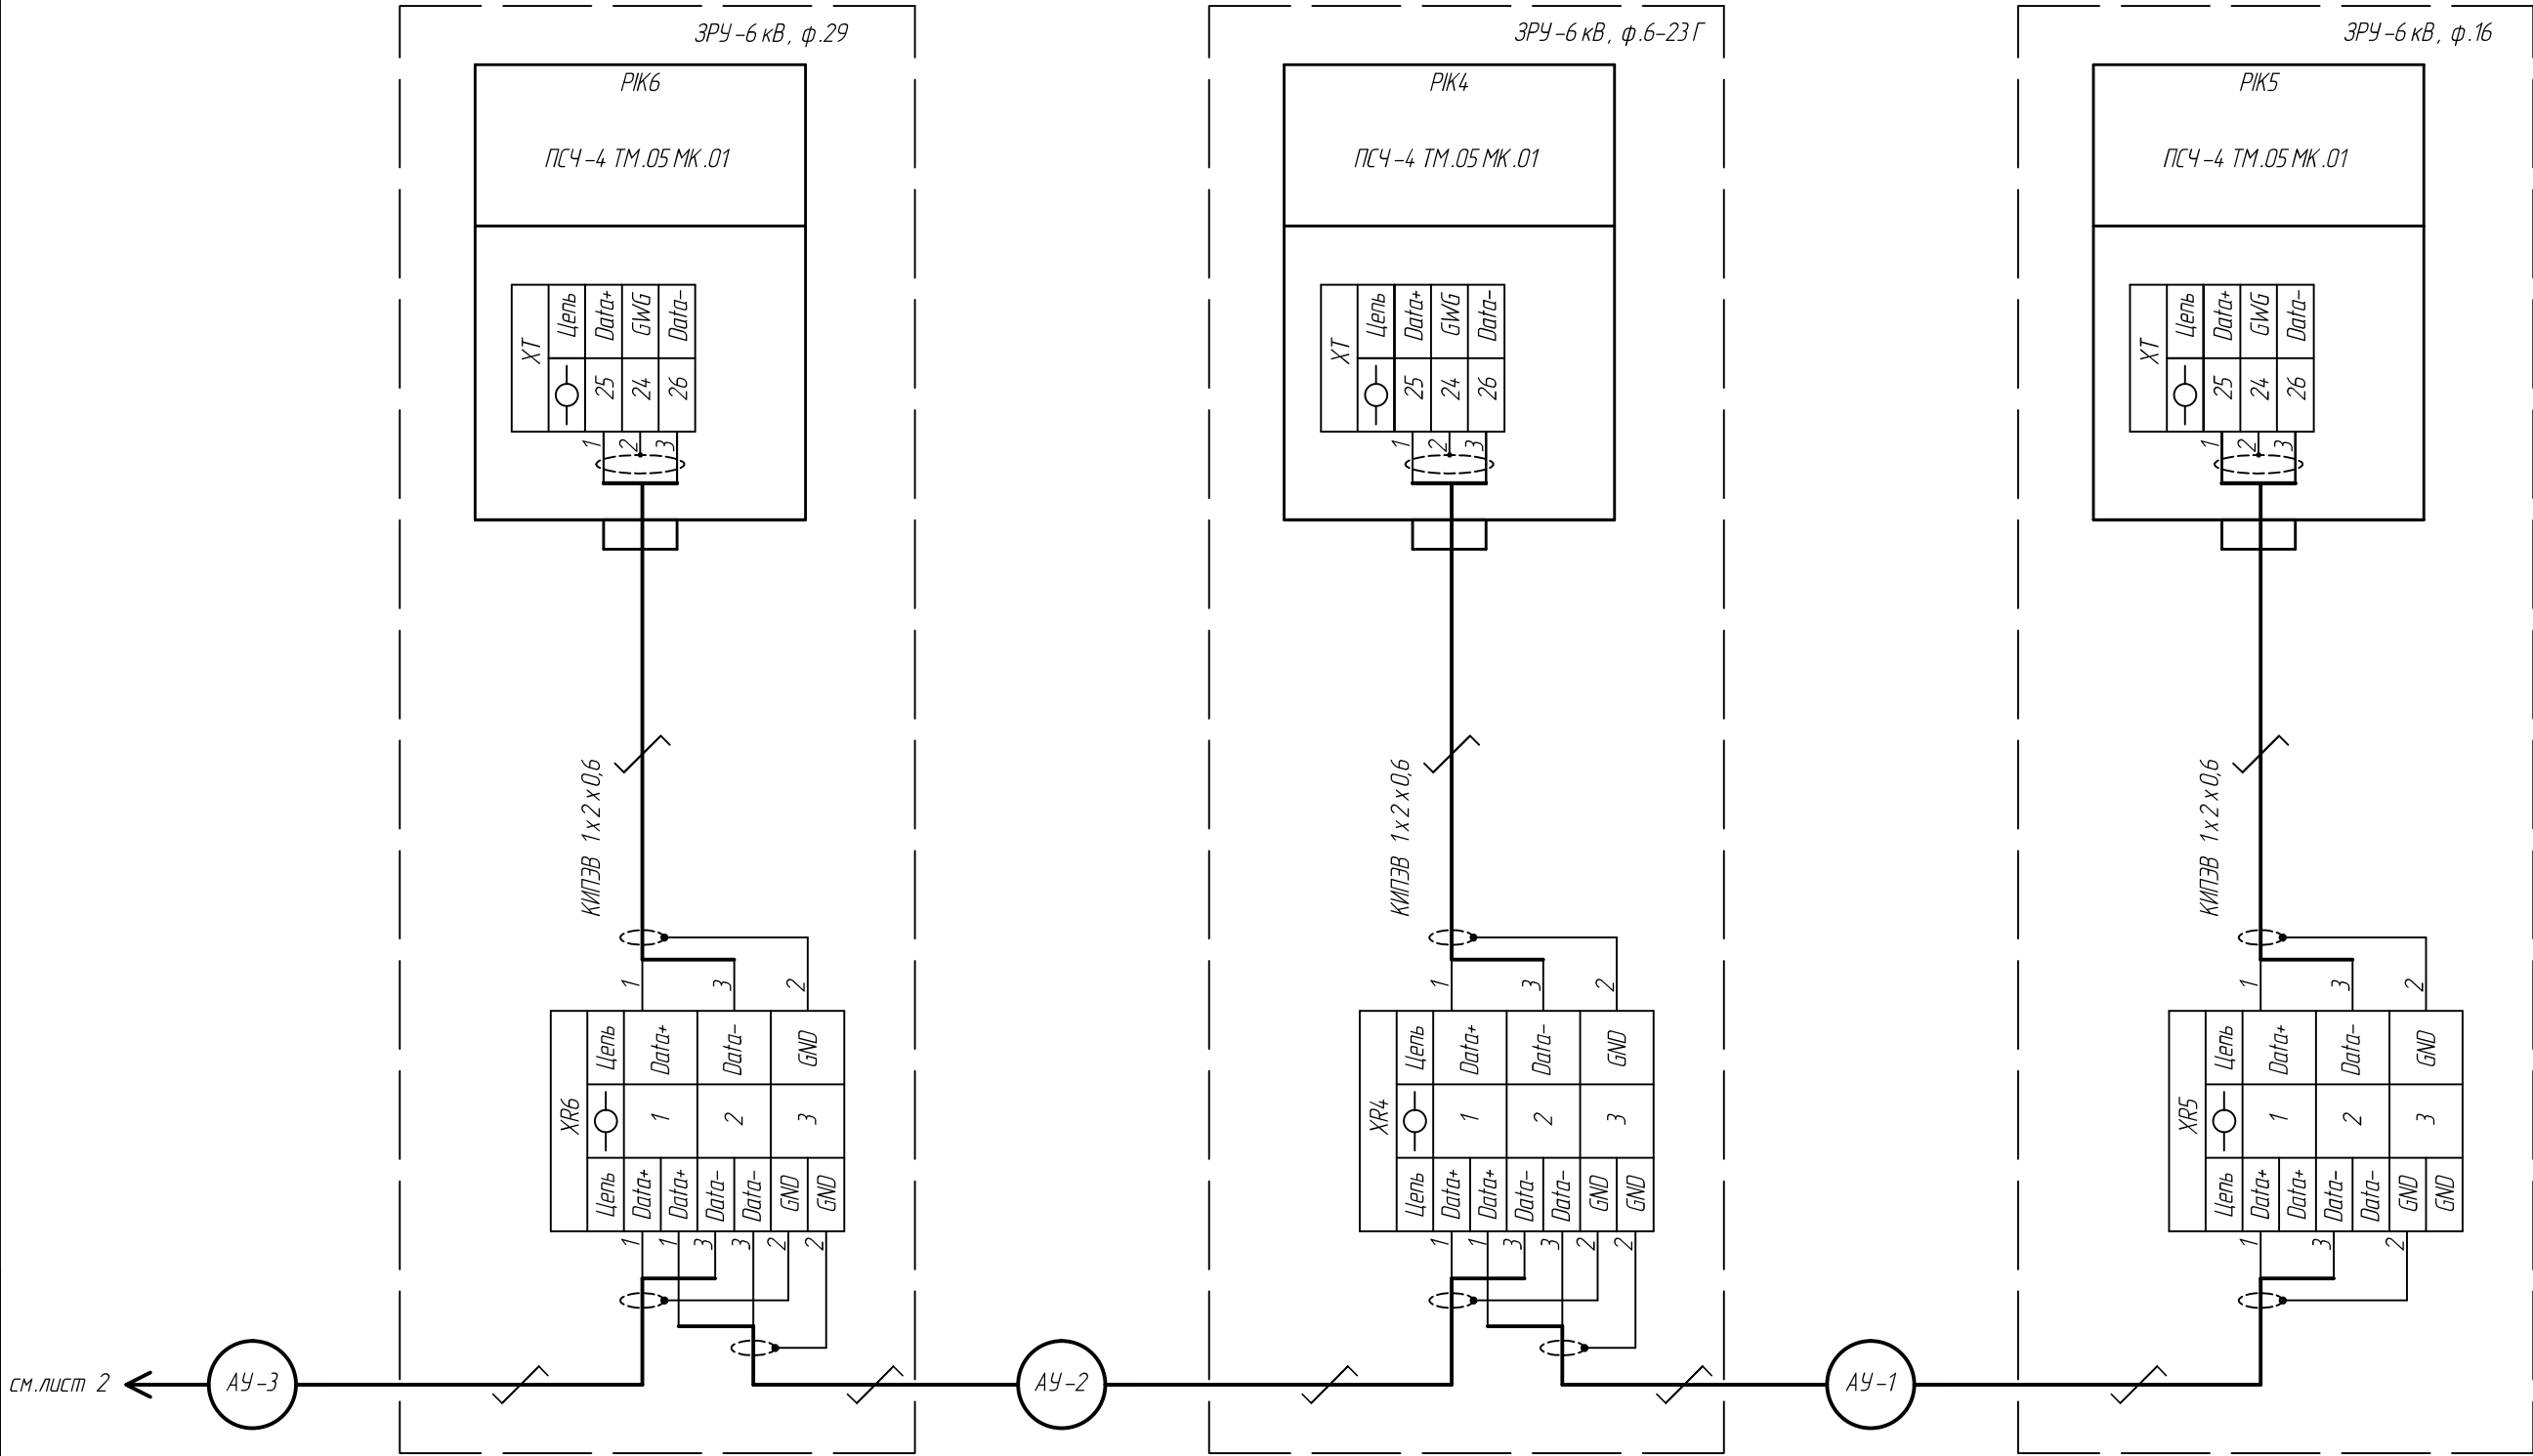 ЗРУ-6 кВ, ф.29
PIK6
ПСЧ-4 ТМ.05 МК.01
XT
Цепь
Data+
GWG
Data-
25
24
26
1
2
3
КИПЭВ 1х2х0,6
1
3
2
XR6
Цепь
Data+
Data-
GND
1
2
3
Цепь
Data+
Data+
Data-
Data-
GND
GND
1
1
3
3
2
2
ЗРУ-6 кВ, ф.6-23 Г
PIK4
ПСЧ-4 ТМ.05 МК.01
XT
Цепь
Data+
GWG
Data-
25
24
26
1
2
3
КИПЭВ 1х2х0,6
1
3
2
XR4
Цепь
Data+
Data-
GND
1
2
3
Цепь
Data+
Data+
Data-
Data-
GND
GND
1
1
3
3
2
2
ЗРУ-6 кВ, ф.16
PIK5
ПСЧ-4 ТМ.05 МК.01
XT
Цепь
Data+
GWG
Data-
25
24
26
1
2
3
КИПЭВ 1х2х0,6
1
3
2
XR5
Цепь
Data+
Data-
GND
1
2
3
Цепь
Data+
Data+
Data-
Data-
GND
GND
1
3
2
см.лист 2
АУ-3
АУ-2
АУ-1